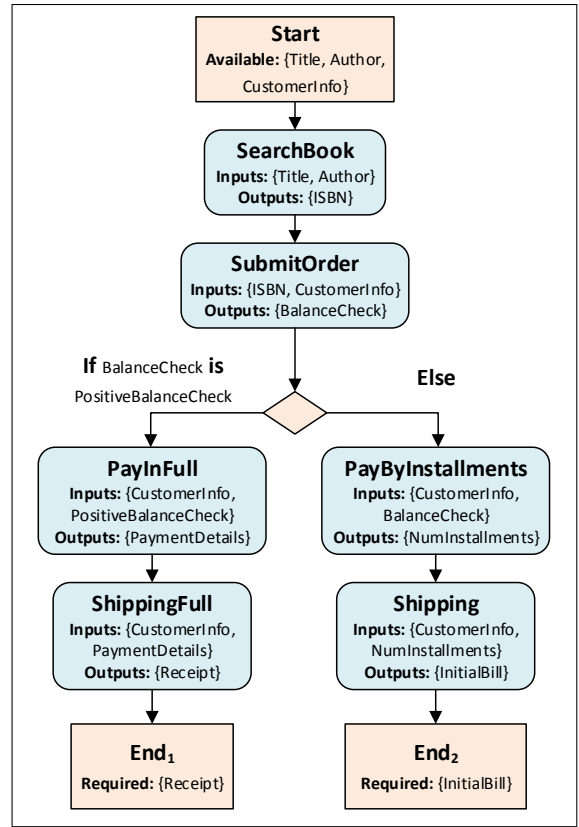 Start
Available: {Title, Author,
CustomerInfo}
SearchBook
Inputs: {Title, Author}
Outputs: {ISBN}
SubmitOrder
Inputs: {ISBN, CustomerInfo}
Outputs: {BalanceCheck}
If BalanceCheck is
PositiveBalanceCheck
Else
PayInFull
Inputs: {CustomerInfo,
PositiveBalanceCheck}
Outputs: {PaymentDetails}
PayByInstallments
Inputs: {CustomerInfo,
BalanceCheck}
Outputs: {NumInstallments}
ShippingFull
Inputs: {CustomerInfo,
PaymentDetails}
Outputs: {Receipt}
Shipping
Inputs: {CustomerInfo,
NumInstallments}
Outputs: {InitialBill}
End₁
Required: {Receipt}
End₂
Required: {InitialBill}